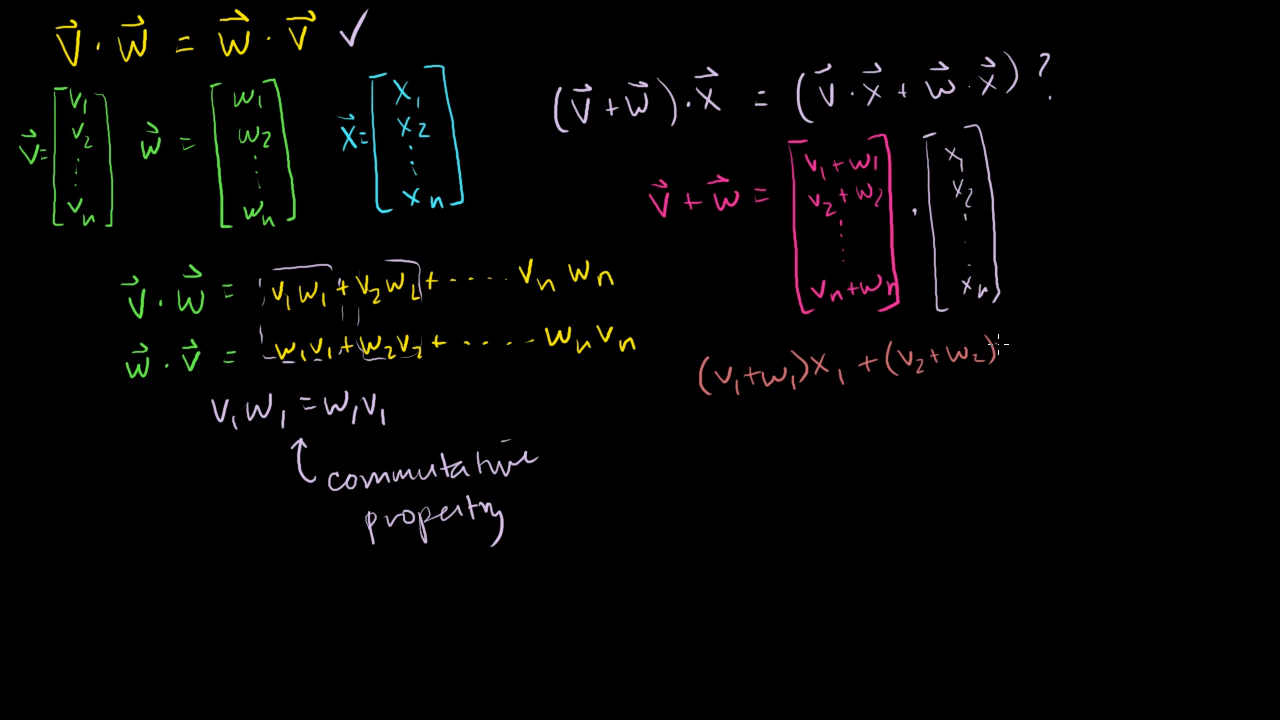 v⃗ · w⃗ = w⃗ · v⃗ ✓
v⃗ = [v₁ v₂ ⋮ vₙ] w⃗ = [w₁ w₂ ⋮ wₙ] x⃗ = [x₁ x₂ ⋮ xₙ]
v⃗ · w⃗ = v₁w₁ + v₂w₂ + ····· vₙwₙ
w⃗ · v⃗ = w₁v₁ + w₂v₂ + ······ wₙvₙ
v₁w₁ = w₁v₁
commutative
property
(v⃗ + w⃗) · x⃗ = (v⃗ · x⃗ + w⃗ · x⃗) ?
v⃗ + w⃗ = [v₁+w₁ v₂+w₂ ⋮ vₙ+wₙ] · [x₁ x₂ ⋮ xₙ]
(v₁+w₁)x₁ + (v₂+w₂)